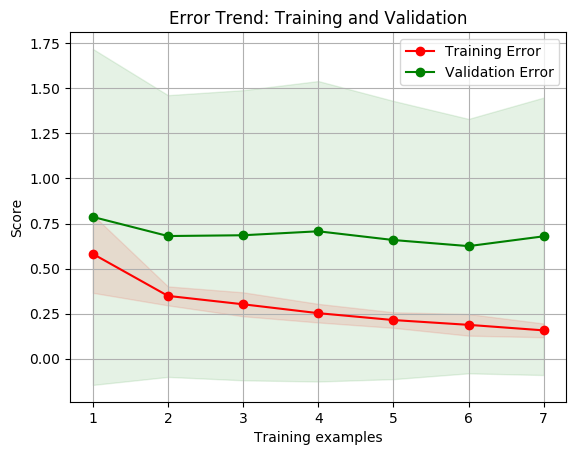 Error Trend: Training and Validation
Training Error
Validation Error
1.75
1.50
1.25
1.00
0.75
0.50
0.25
0.00
Score
1 2 3 4 5 6 7
Training examples